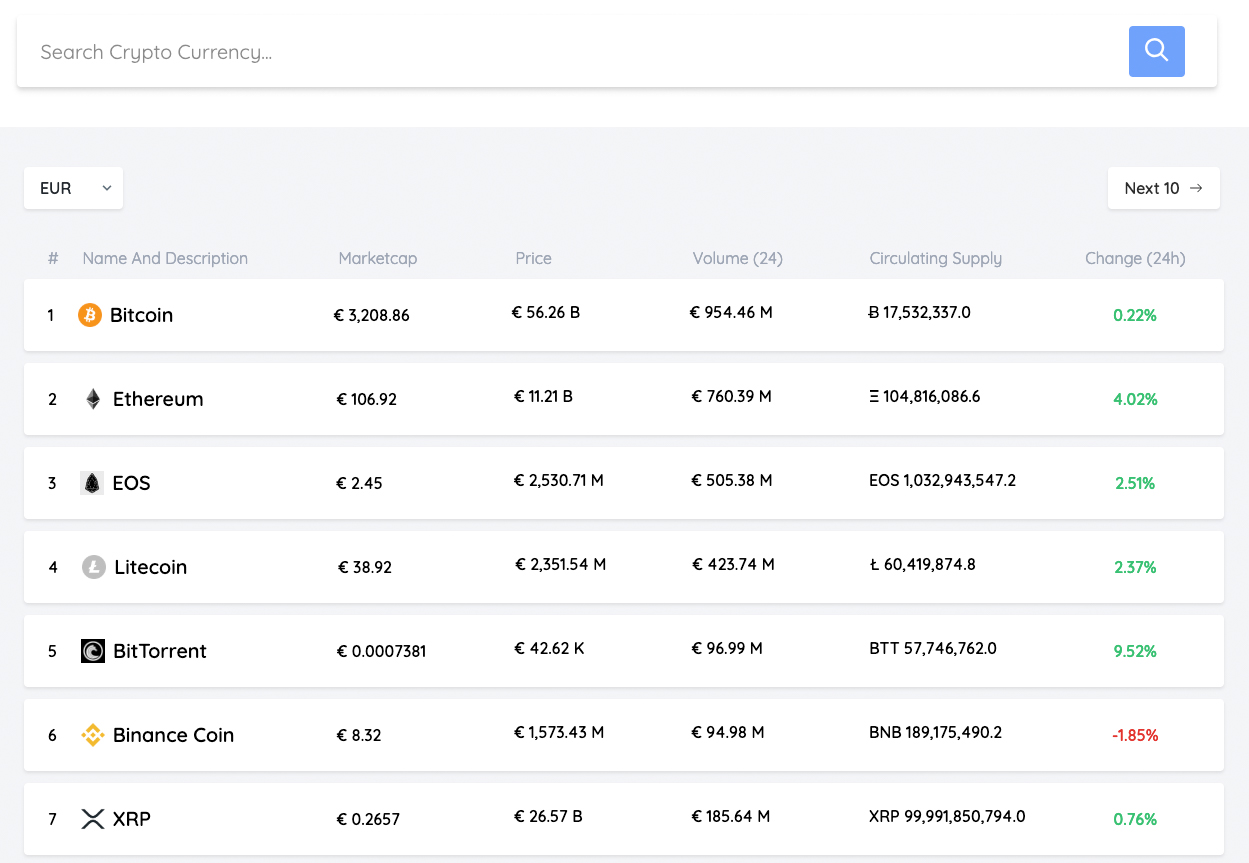 Search Crypto Currency...
EUR
Next 10 →
# Name And Description Marketcap Price Volume (24) Circulating Supply Change (24h)
1 Bitcoin € 3,208.86 € 56.26 B € 954.46 M Ƀ 17,532,337.0 0.22%
2 Ethereum € 106.92 € 11.21 B € 760.39 M Ξ 104,816,086.6 4.02%
3 EOS € 2.45 € 2,530.71 M € 505.38 M EOS 1,032,943,547.2 2.51%
4 Litecoin € 38.92 € 2,351.54 M € 423.74 M Ł 60,419,874.8 2.37%
5 BitTorrent € 0.0007381 € 42.62 K € 96.99 M BTT 57,746,762.0 9.52%
6 Binance Coin € 8.32 € 1,573.43 M € 94.98 M BNB 189,175,490.2 -1.85%
7 XRP € 0.2657 € 26.57 B € 185.64 M XRP 99,991,850,794.0 0.76%